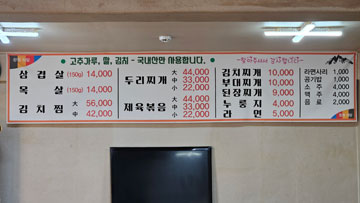 고추가루, 쌀, 김치 - 국내산만 사용합니다.
삼겹살 (150g) 14,000
목살 (150g) 14,000
김치찜 大 56,000
中 42,000
두리찌개 大 44,000
中 33,000
小 22,000
제육볶음 大 44,000
中 33,000
小 22,000
김치찌개 10,000
부대찌개 10,000
된장찌개 9,000
누룽지 4,000
라면 5,000
라면사리 1,000
공기밥 1,000
소주 4,000
맥주 4,000
음료 2,000